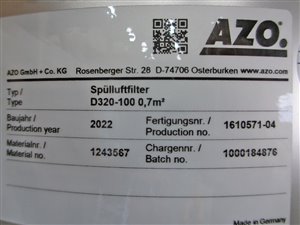 AZO.
AZO GmbH + Co. KG Rosenberger Str. 28 D-74706 Osterburken www.azo.com
Typ / Spülluftfilter
Type D320-100 0,7m²
Baujahr / 2022 Fertigungsnr. / 1610571-04
Production year Production no.
Materialnr. / 1243567 Chargennr. / 1000184876
Material no. Batch no.
Made in Germany